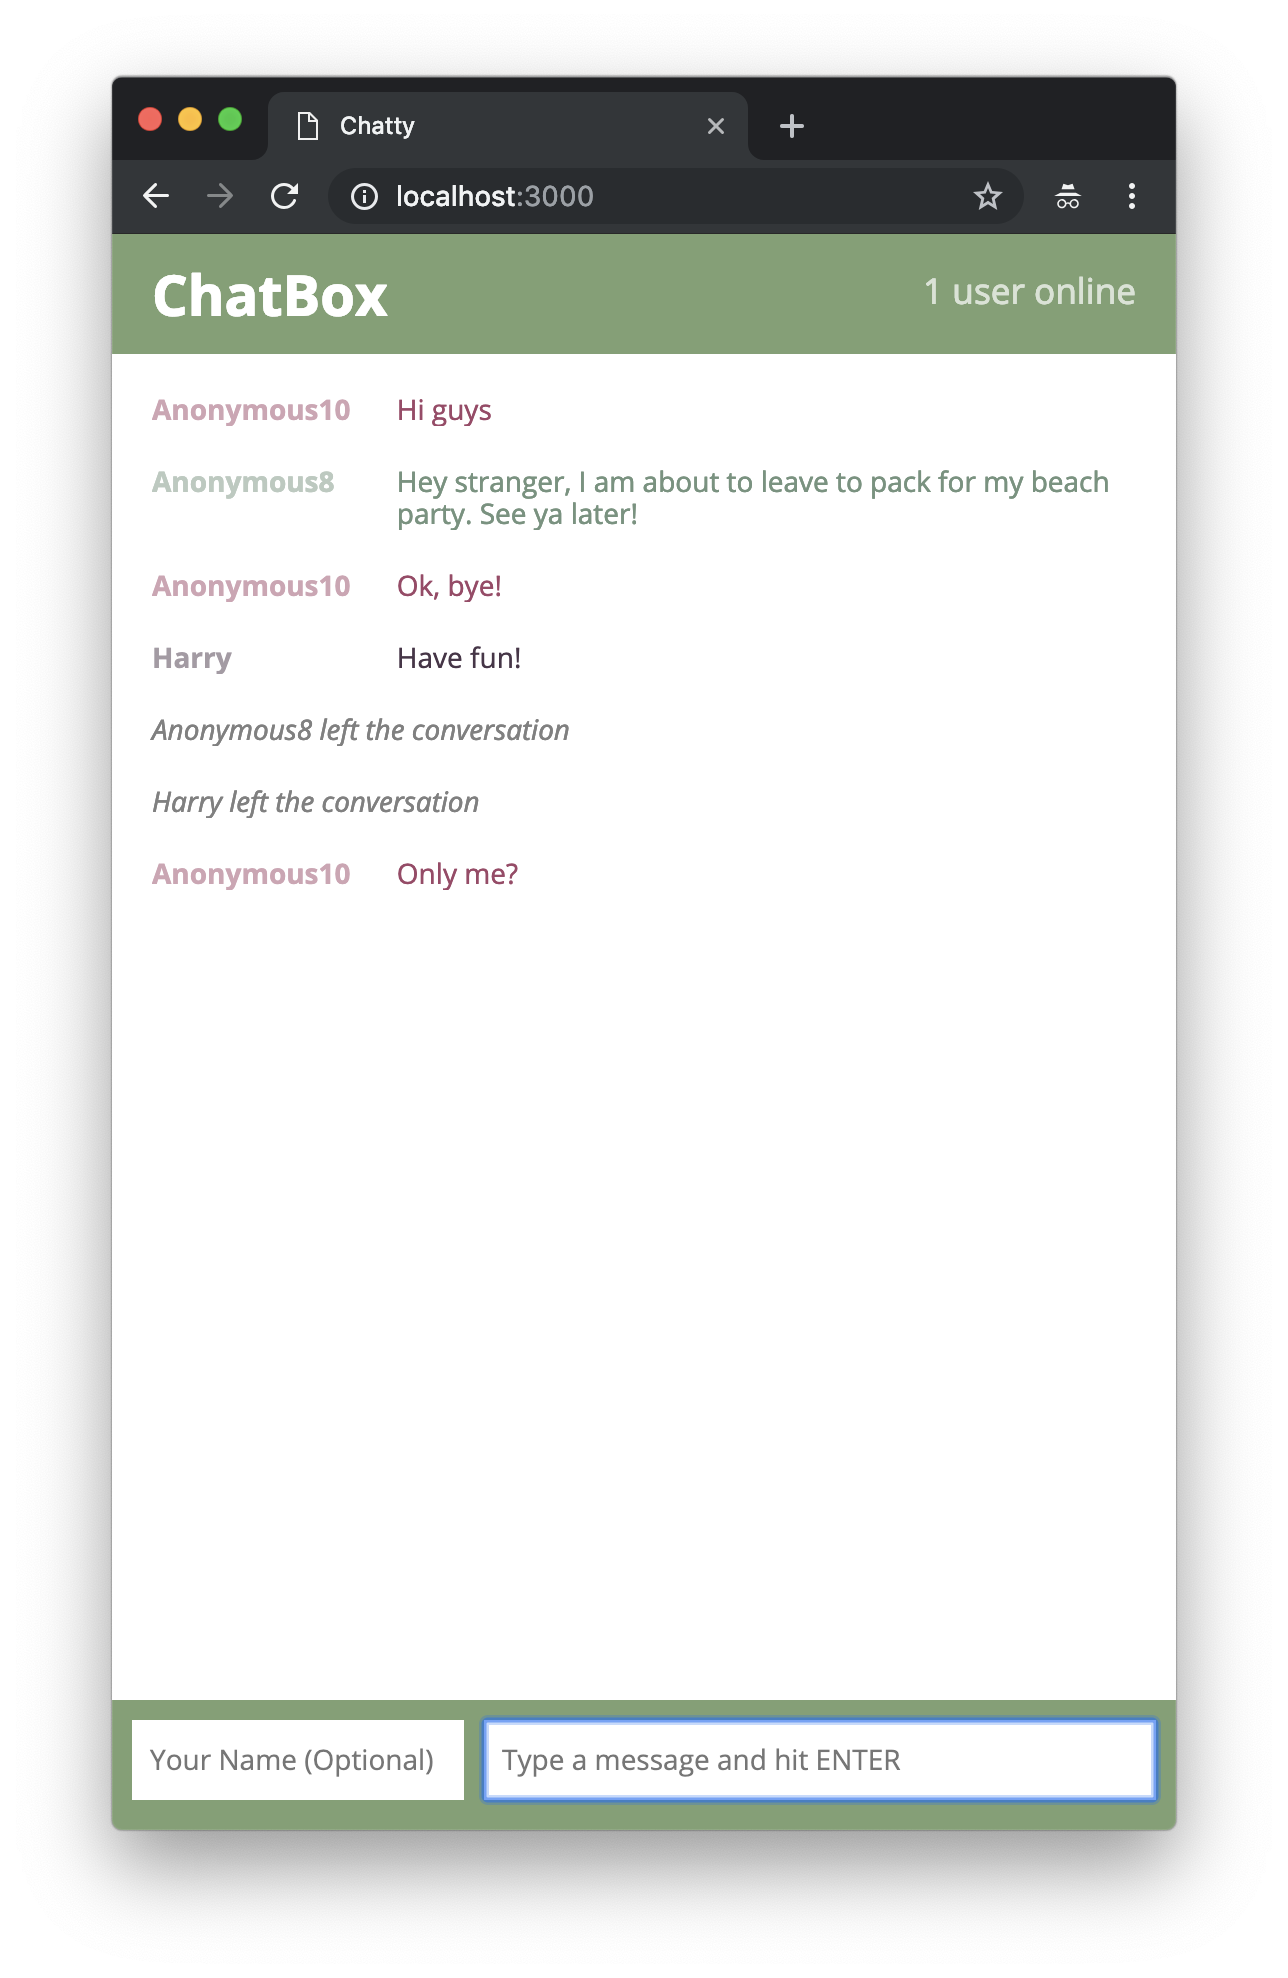 Chatty
localhost:3000
ChatBox
1 user online
Anonymous10 Hi guys
Anonymous8 Hey stranger, I am about to leave to pack for my beach
party. See ya later!
Anonymous10 Ok, bye!
Harry Have fun!
Anonymous8 left the conversation
Harry left the conversation
Anonymous10 Only me?
Your Name (Optional) Type a message and hit ENTER